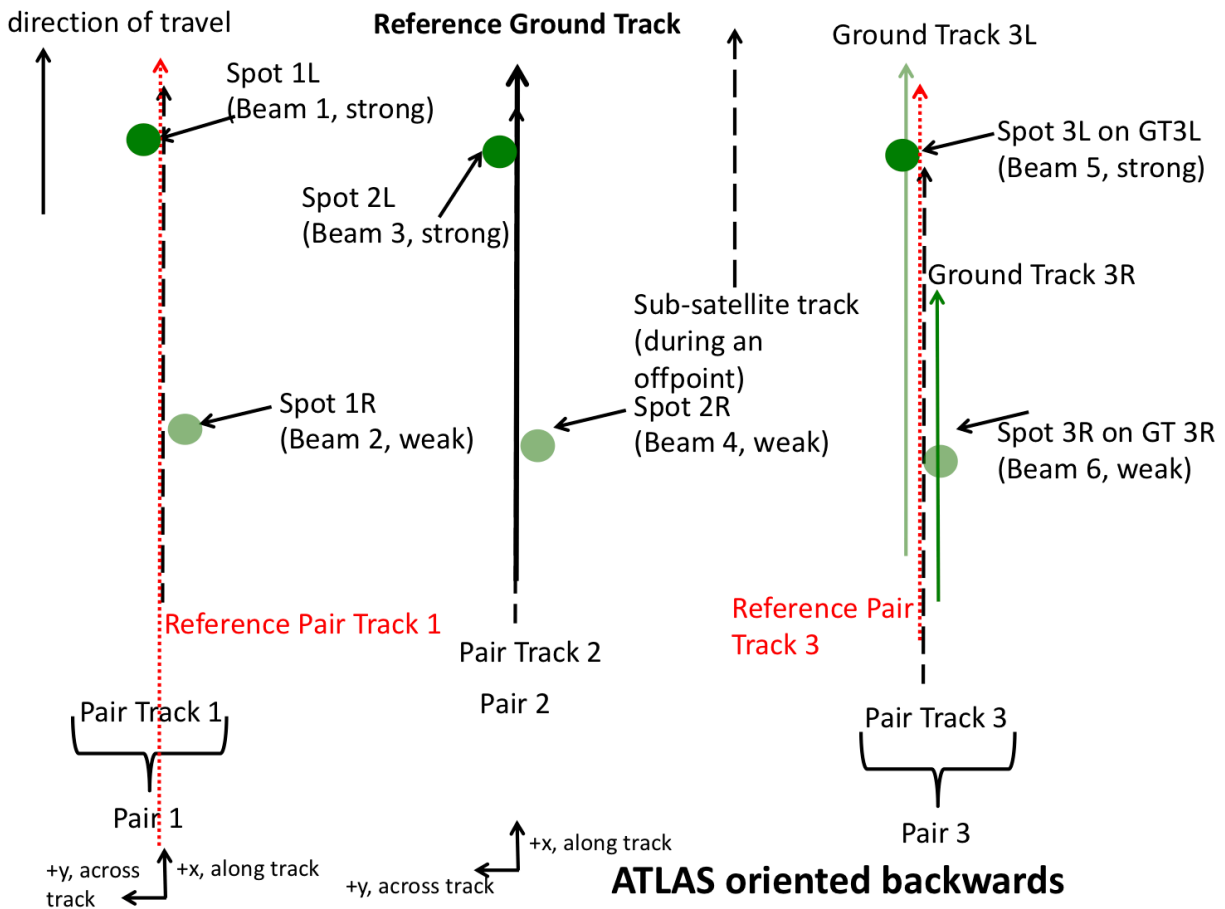 direction of travel
Reference Ground Track
Ground Track 3L
Spot 1L
(Beam 1, strong)
Spot 2L
(Beam 3, strong)
Spot 3L on GT3L
(Beam 5, strong)
Ground Track 3R
Sub-satellite track
(during an
offpoint)
Spot 1R
(Beam 2, weak)
Spot 2R
(Beam 4, weak)
Spot 3R on GT 3R
(Beam 6, weak)
Reference Pair Track 1
Reference Pair
Track 3
Pair Track 2
Pair 2
Pair Track 1
Pair 1
Pair Track 3
Pair 3
+y, across
track
+x, along track
+x, along track
+y, across track
ATLAS oriented backwards